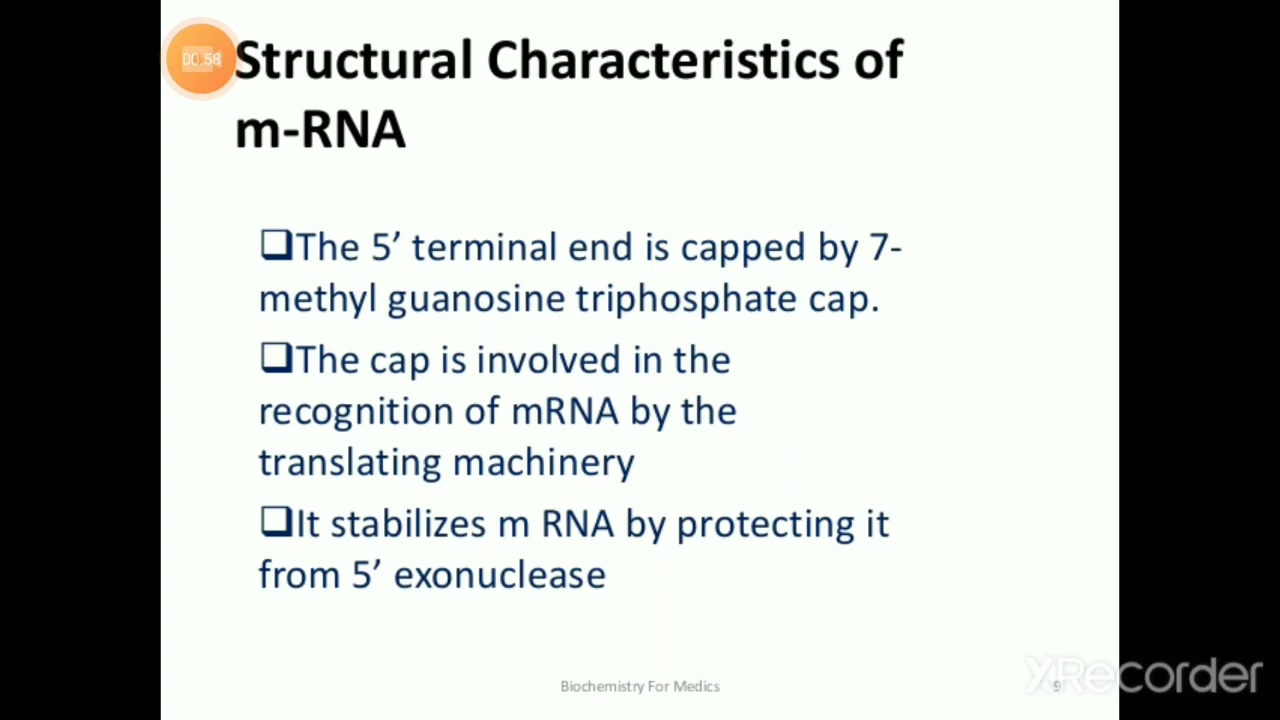 00:58
Structural Characteristics of
m-RNA
❑The 5’ terminal end is capped by 7-
methyl guanosine triphosphate cap.
❑The cap is involved in the
recognition of mRNA by the
translating machinery
❑It stabilizes m RNA by protecting it
from 5’ exonuclease
Biochemistry For Medics
9
XRecorder